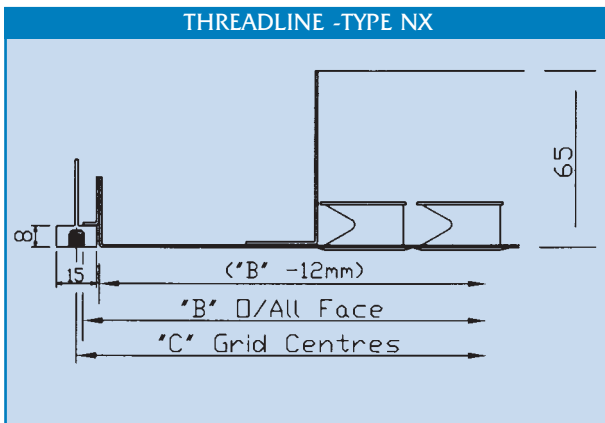 THREADLINE -TYPE NX
65
8
15
("B" -12mm)
"B" O/All Face
"C" Grid Centres